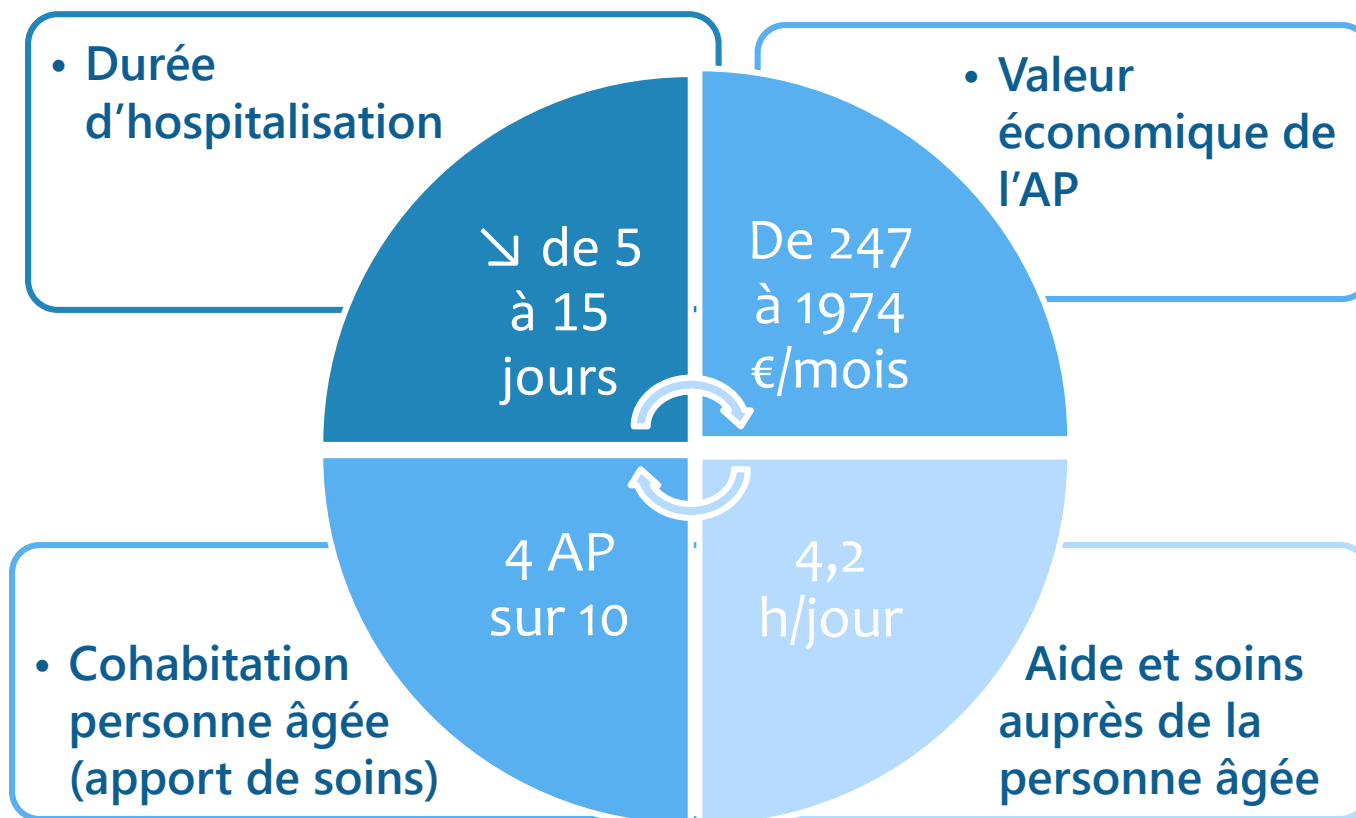 • Durée
d’hospitalisation
• Valeur
économique de
l’AP
↘ de 5
à 15
jours
De 247
à 1974
€/mois
4 AP
sur 10
4,2
h/jour
• Cohabitation
personne âgée
(apport de soins)
Aide et soins
auprès de la
personne âgée